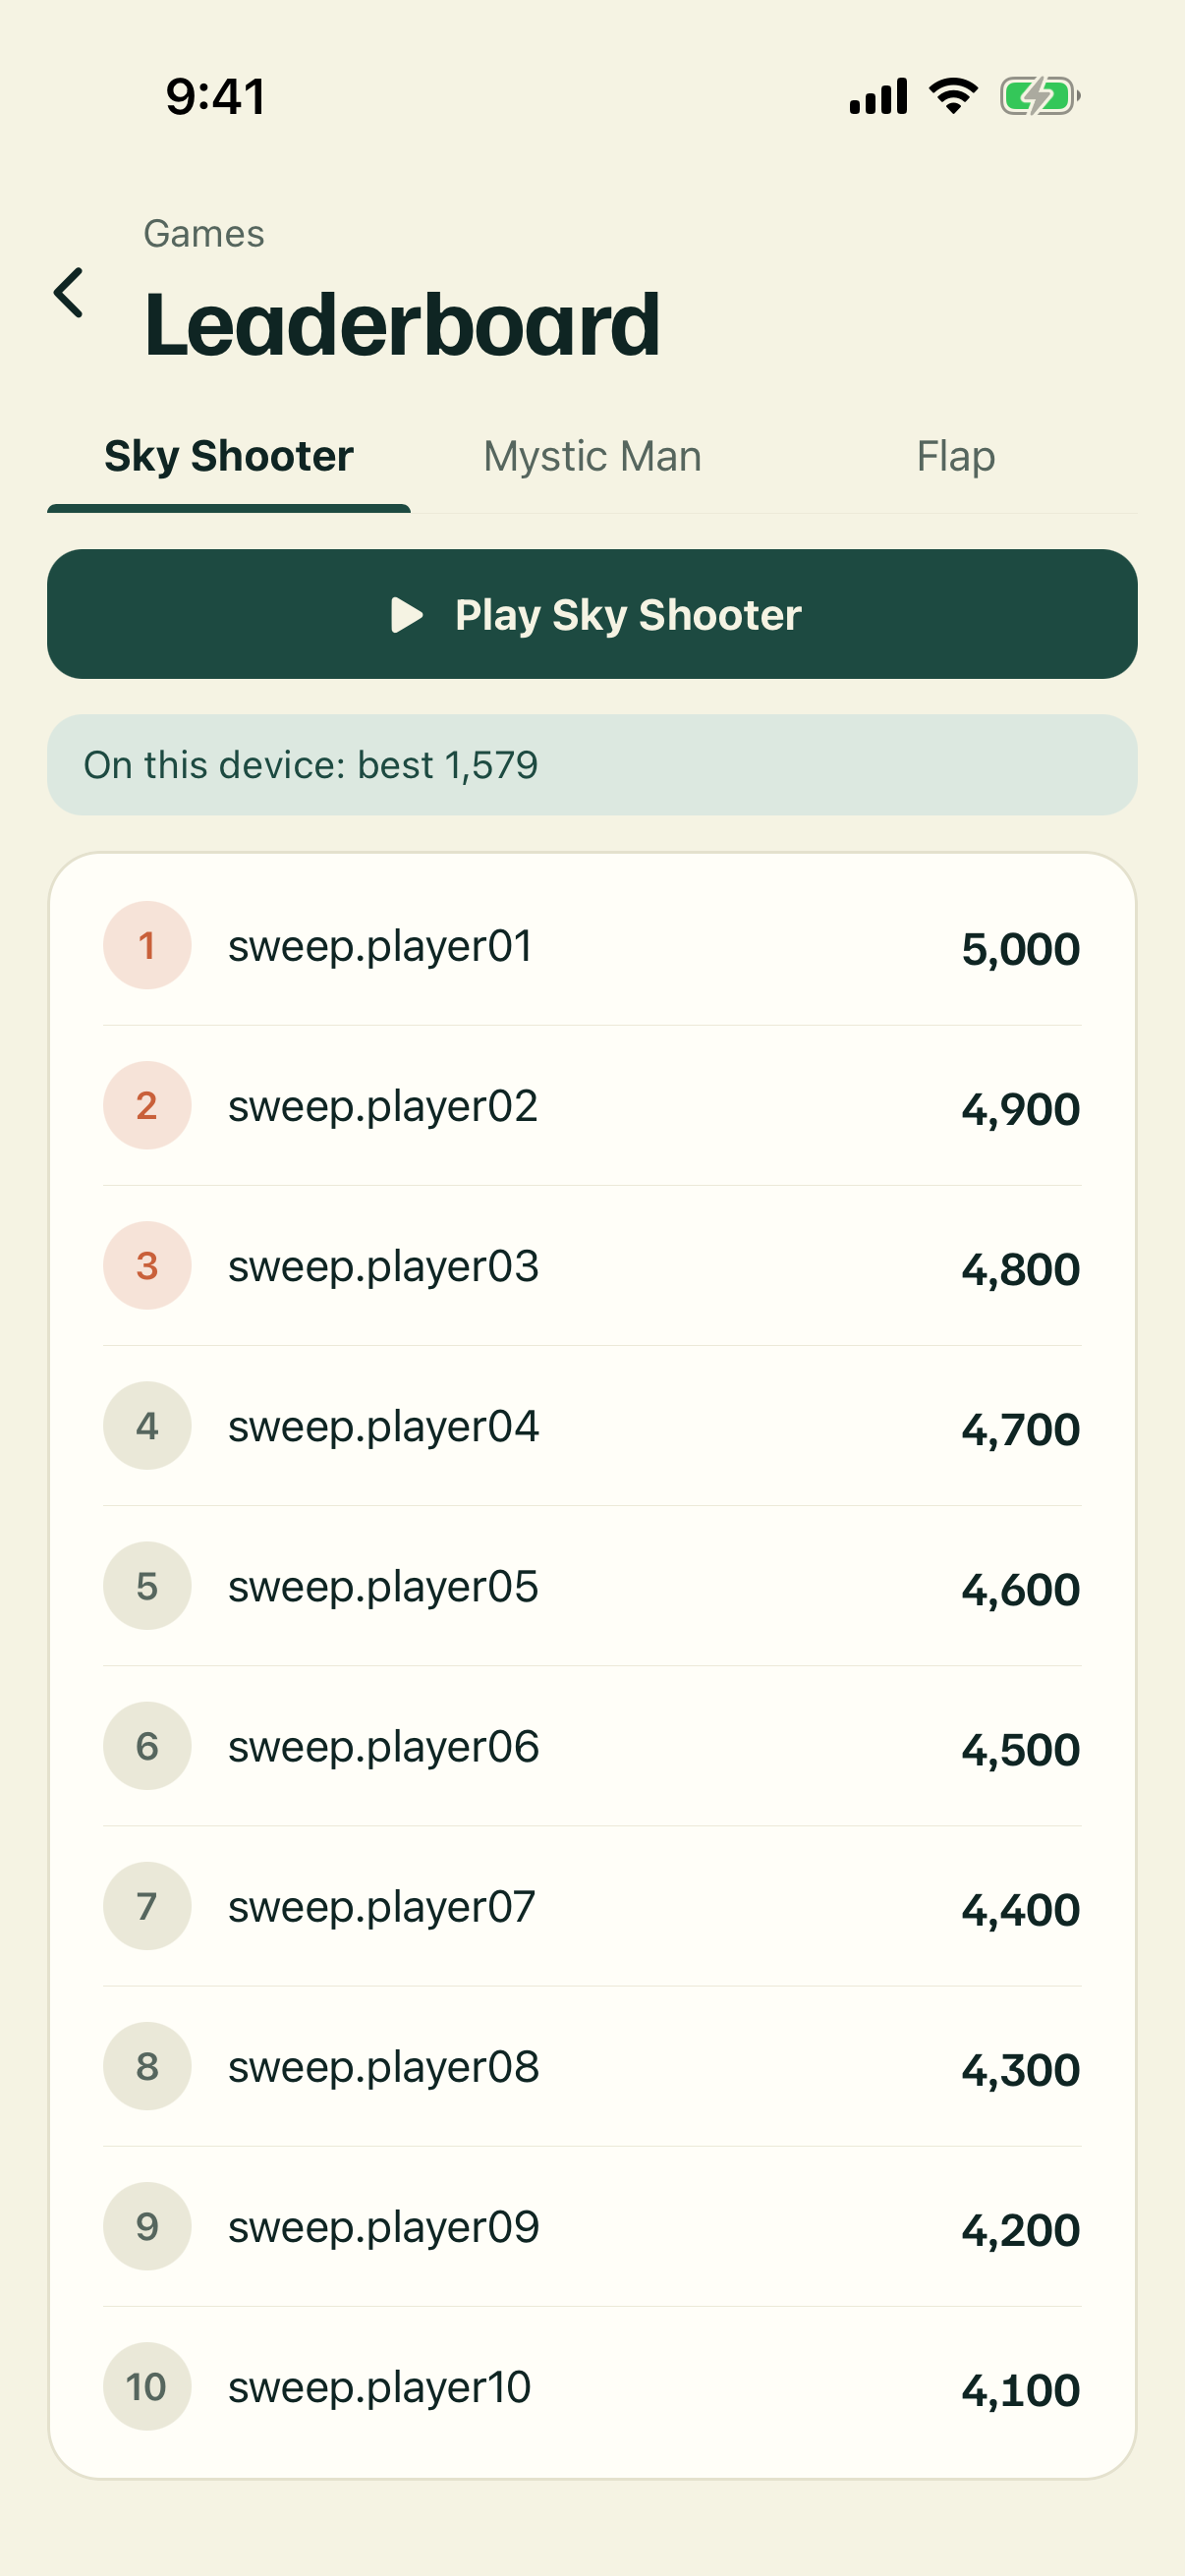 9:41
Games
Leaderboard
Sky Shooter Mystic Man Flap
Play Sky Shooter
On this device: best 1,579
1 sweep.player01 5,000
2 sweep.player02 4,900
3 sweep.player03 4,800
4 sweep.player04 4,700
5 sweep.player05 4,600
6 sweep.player06 4,500
7 sweep.player07 4,400
8 sweep.player08 4,300
9 sweep.player09 4,200
10 sweep.player10 4,100